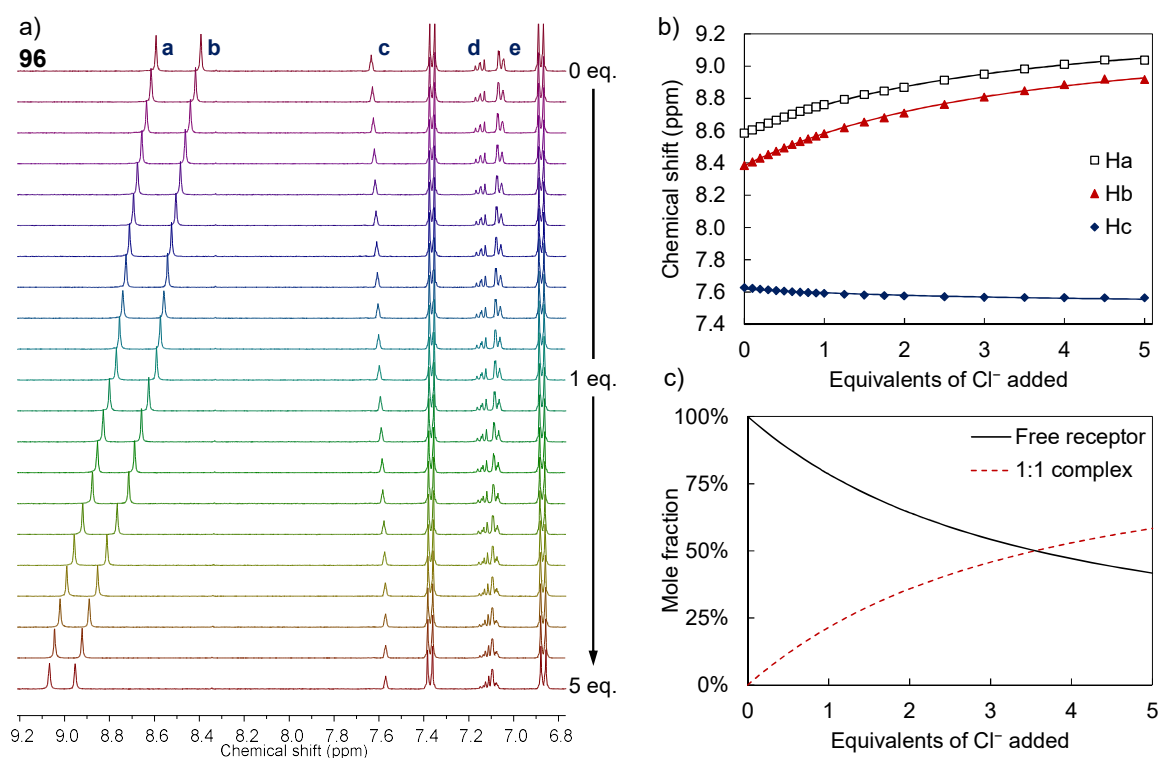 a)
96
a b c d e
0 eq.
1 eq.
5 eq.
9.2 9.0 8.8 8.6 8.4 8.2 8.0 7.8 7.6 7.4 7.2 7.0 6.8
Chemical shift (ppm)
b)
Chemical shift (ppm)
9.2
9.0
8.8
8.6
8.4
8.2
8.0
7.8
7.6
7.4
Ha
Hb
Hc
0 1 2 3 4 5
Equivalents of Cl⁻ added
c)
Mole fraction
100%
75%
50%
25%
0%
Free receptor
1:1 complex
0 1 2 3 4 5
Equivalents of Cl⁻ added